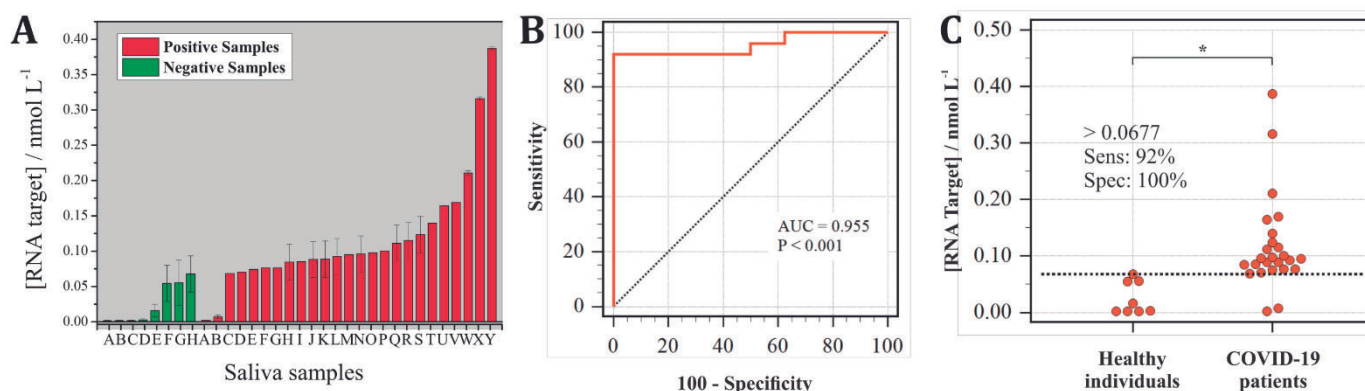 A
[RNA target] / nmol L⁻¹
0.40
0.35
0.30
0.25
0.20
0.15
0.10
0.05
0.00
Positive Samples
Negative Samples
ABCDEFGHABCDEFGHIJKLMNOPQRSTUVWXY
Saliva samples
B
Sensitivity
100
80
60
40
20
0
AUC = 0.955
P < 0.001
0 20 40 60 80 100
100 - Specificity
C
[RNA Target] / nmol L⁻¹
0.50
0.40
0.30
0.20
0.10
0.00
*
> 0.0677
Sens: 92%
Spec: 100%
Healthy
individuals
COVID-19
patients